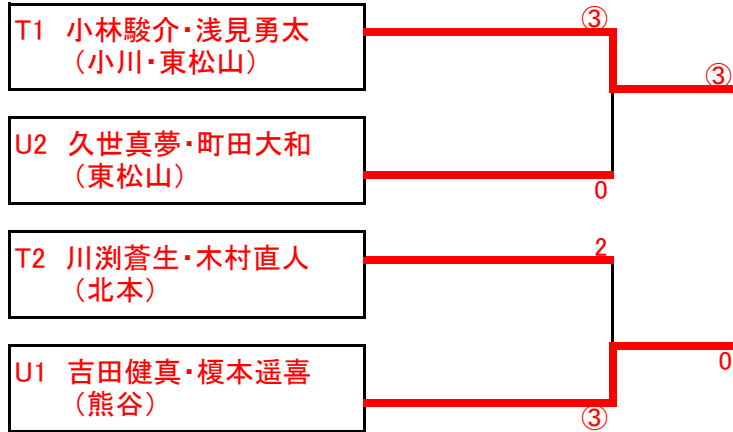 T1 小林駿介・浅見勇太
（小川・東松山）
③
③
U2 久世真夢・町田大和
（東松山）
0
T2 川渕蒼生・木村直人
（北本）
2
U1 吉田健真・榎本遥喜
（熊谷）
③
0